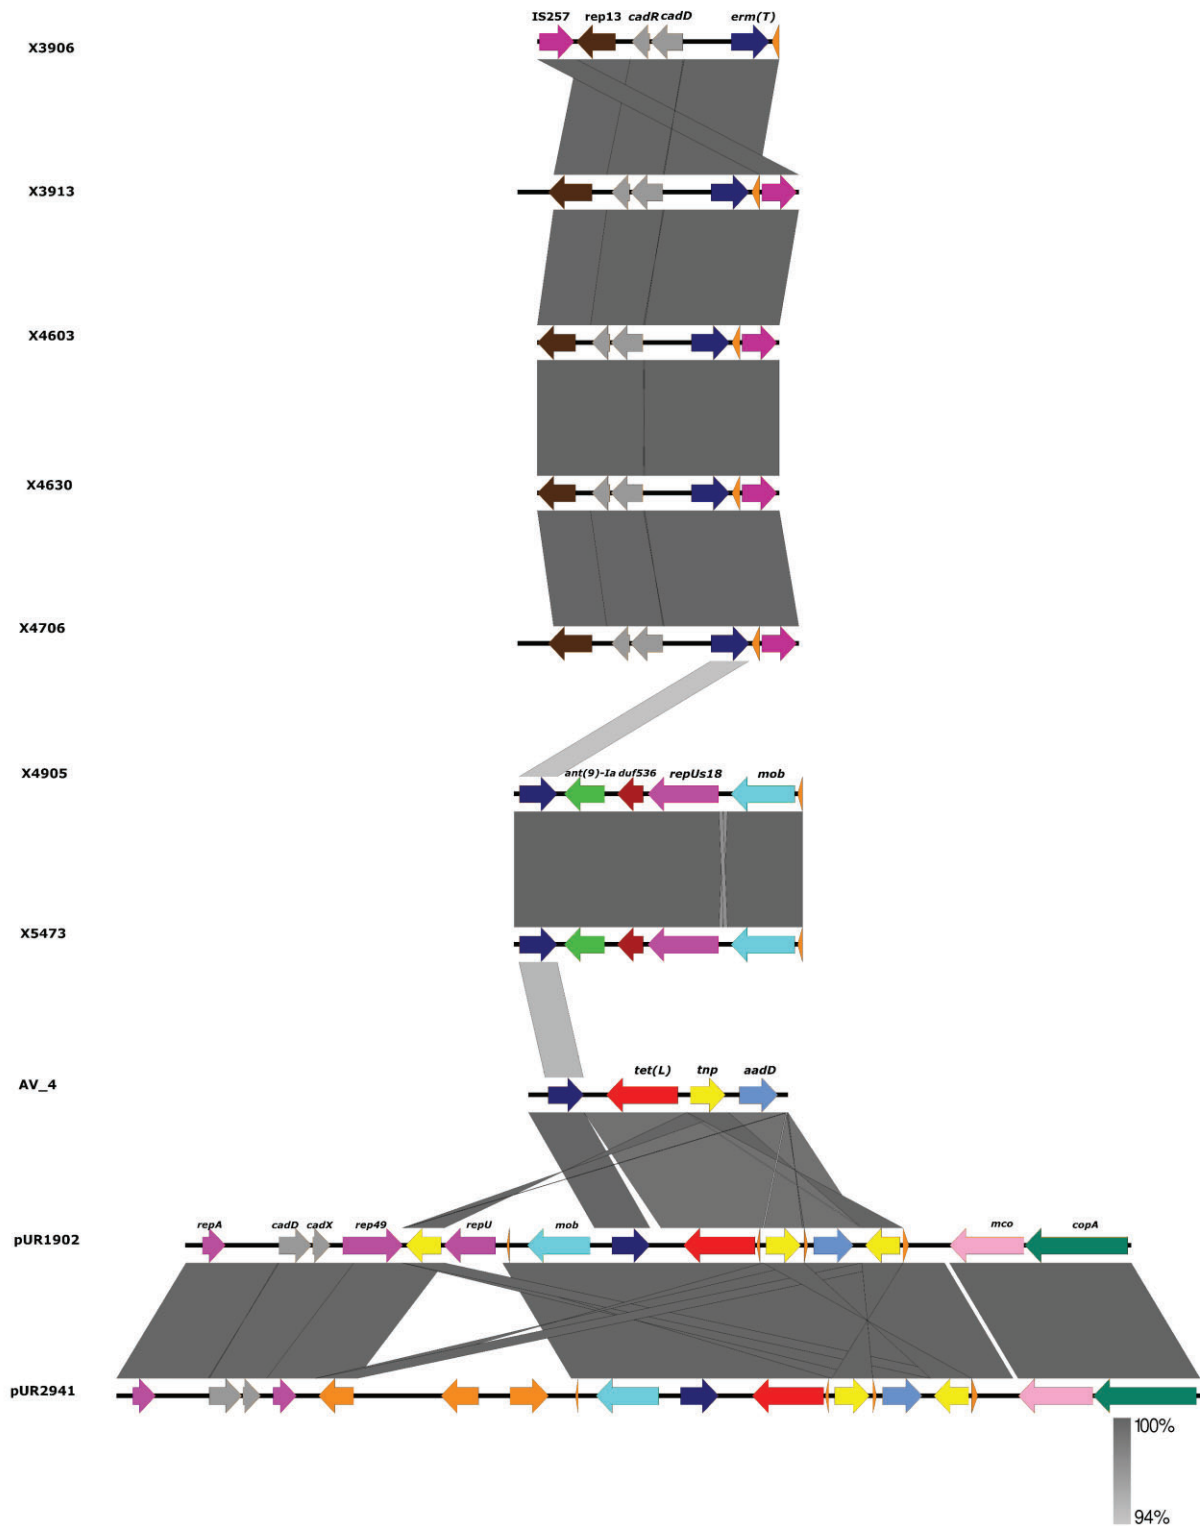 IS257 rep13 cadR cadD erm(T)
X3906
X3913
X4603
X4630
X4706
X4905
ant(9)-Ia duf536 repUs18 mob
X5473
AV_4
tet(L) tnp aadD
pUR1902
repA cadD cadX rep49 repU mob mco copA
pUR2941
100%
94%